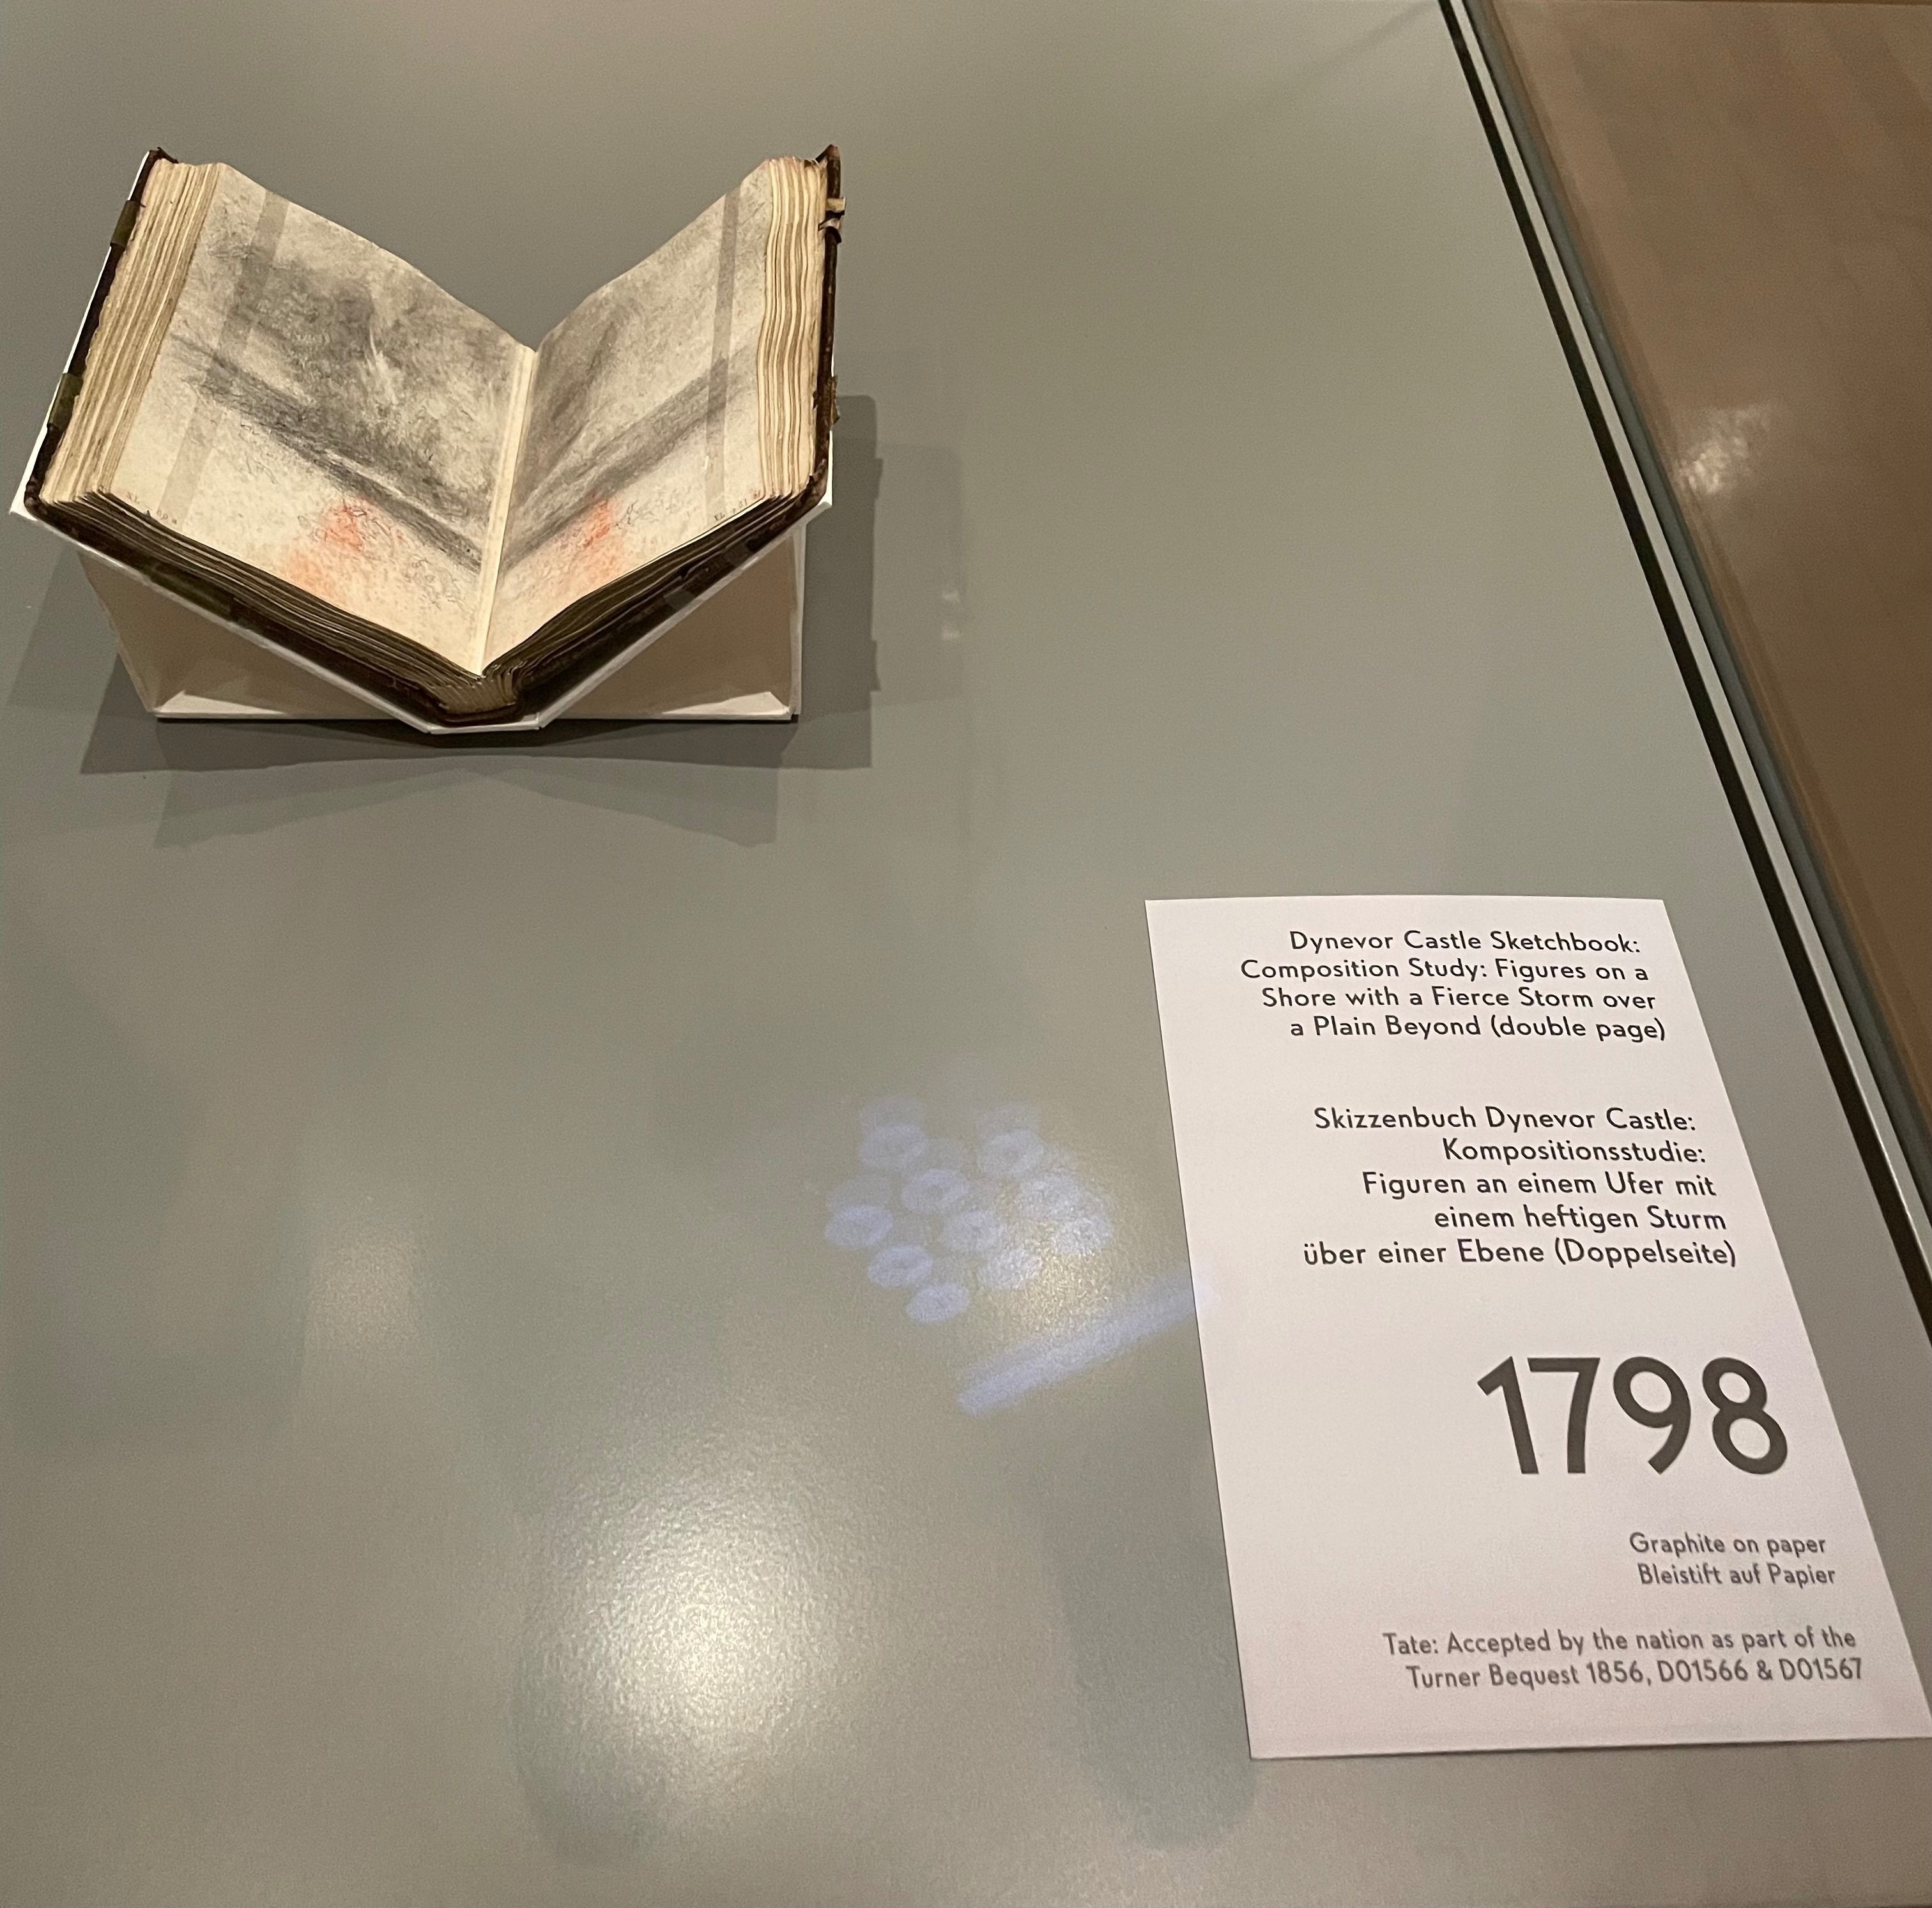 Dynevor Castle Sketchbook:
Composition Study: Figures on a
Shore with a Fierce Storm over
a Plain Beyond (double page)
Skizzenbuch Dynevor Castle:
Kompositionsstudie:
Figuren an einem Ufer mit
einem heftigen Sturm
über einer Ebene (Doppelseite)
1798
Graphite on paper
Bleistift auf Papier
Tate: Accepted by the nation as part of the
Turner Bequest 1856, D01566 & D01567